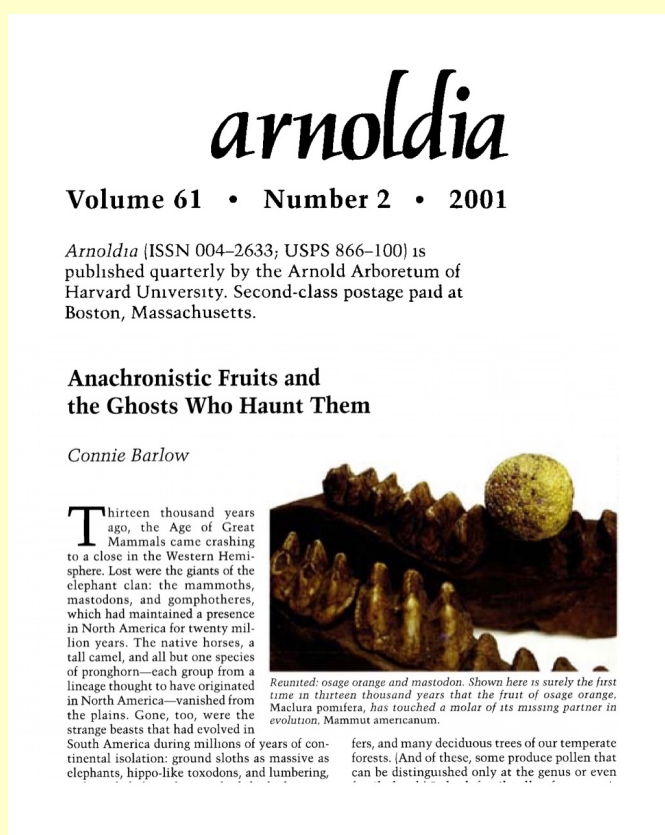 arnoldia
Volume 61 • Number 2 • 2001
Arnoldia (ISSN 004–2633; USPS 866–100) is
published quarterly by the Arnold Arboretum of
Harvard University. Second-class postage paid at
Boston, Massachusetts.
Anachronistic Fruits and
the Ghosts Who Haunt Them
Connie Barlow
Thirteen thousand years
ago, the Age of Great
Mammals came crashing
to a close in the Western Hemi-
sphere. Lost were the giants of the
elephant clan: the mammoths,
mastodons, and gomphotheres,
which had maintained a presence
in North America for twenty mil-
lion years. The native horses, a
tall camel, and all but one species
of pronghorn—each group from a
lineage thought to have originated
in North America—vanished from
the plains. Gone, too, were the
strange beasts that had evolved in
South America during millions of years of con-
tinental isolation: ground sloths as massive as
elephants, hippo-like toxodons, and lumbering,
Reunited: osage orange and mastodon. Shown here is surely the first
time in thirteen thousand years that the fruit of osage orange,
Maclura pomifera, has touched a molar of its missing partner in
evolution, Mammut americanum.
fers, and many deciduous trees of our temperate
forests. (And of these, some produce pollen that
can be distinguished only at the genus or even